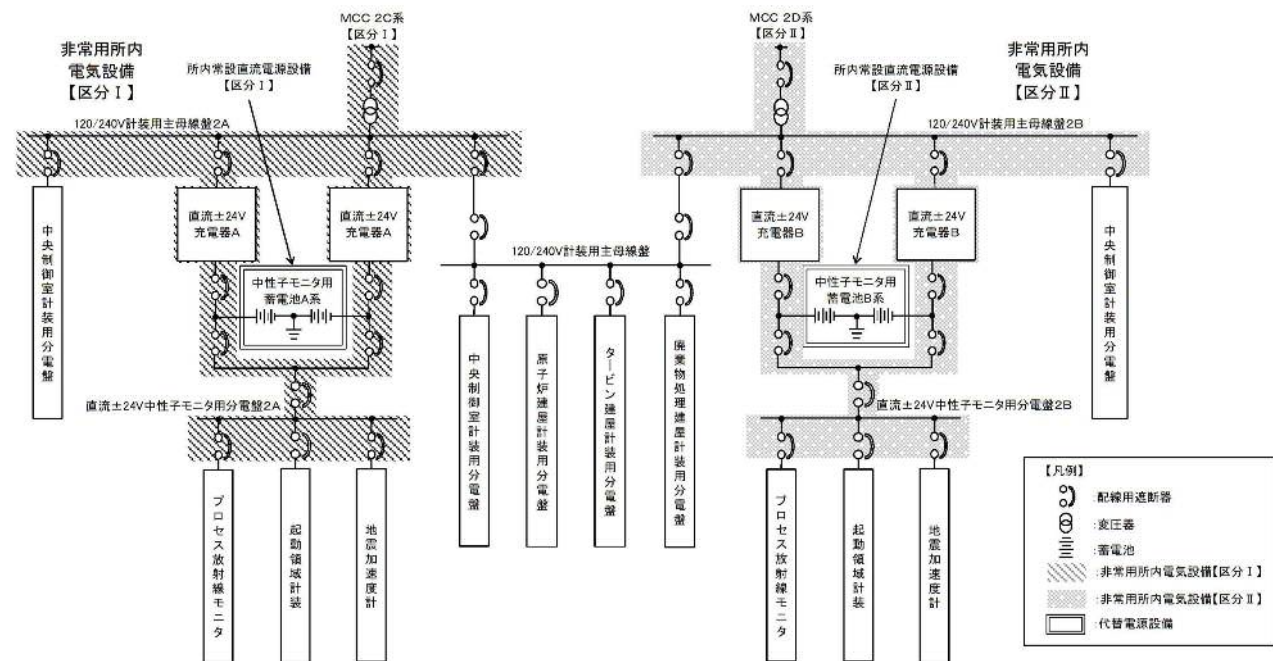 MCC 2C系
【区分Ⅰ】
MCC 2D系
【区分Ⅱ】
非常用所内
電気設備
【区分Ⅰ】
所内常設直流電源設備
【区分Ⅰ】
所内常設直流電源設備
【区分Ⅱ】
非常用所内
電気設備
【区分Ⅱ】
120/240V計装用主母線盤2A
120/240V計装用主母線盤2B
中央制御室計装用分電盤
直流±24V
充電器A
直流±24V
充電器A
中性子モニタ用
蓄電池A系
120/240V計装用主母線盤
直流±24V
充電器B
直流±24V
充電器B
中性子モニタ用
蓄電池B系
中央制御室計装用分電盤
中央制御室計装用分電盤
原子炉建屋計装用分電盤
タービン建屋計装用分電盤
廃棄物処理建屋計装用分電盤
直流±24V中性子モニタ用分電盤2A
直流±24V中性子モニタ用分電盤2B
プロセス放射線モニタ
起動領域計装
地震加速度計
プロセス放射線モニタ
起動領域計装
地震加速度計
【凡例】
:配線用遮断器
:変圧器
:蓄電池
:非常用所内電気設備【区分Ⅰ】
:非常用所内電気設備【区分Ⅱ】
:代替電源設備